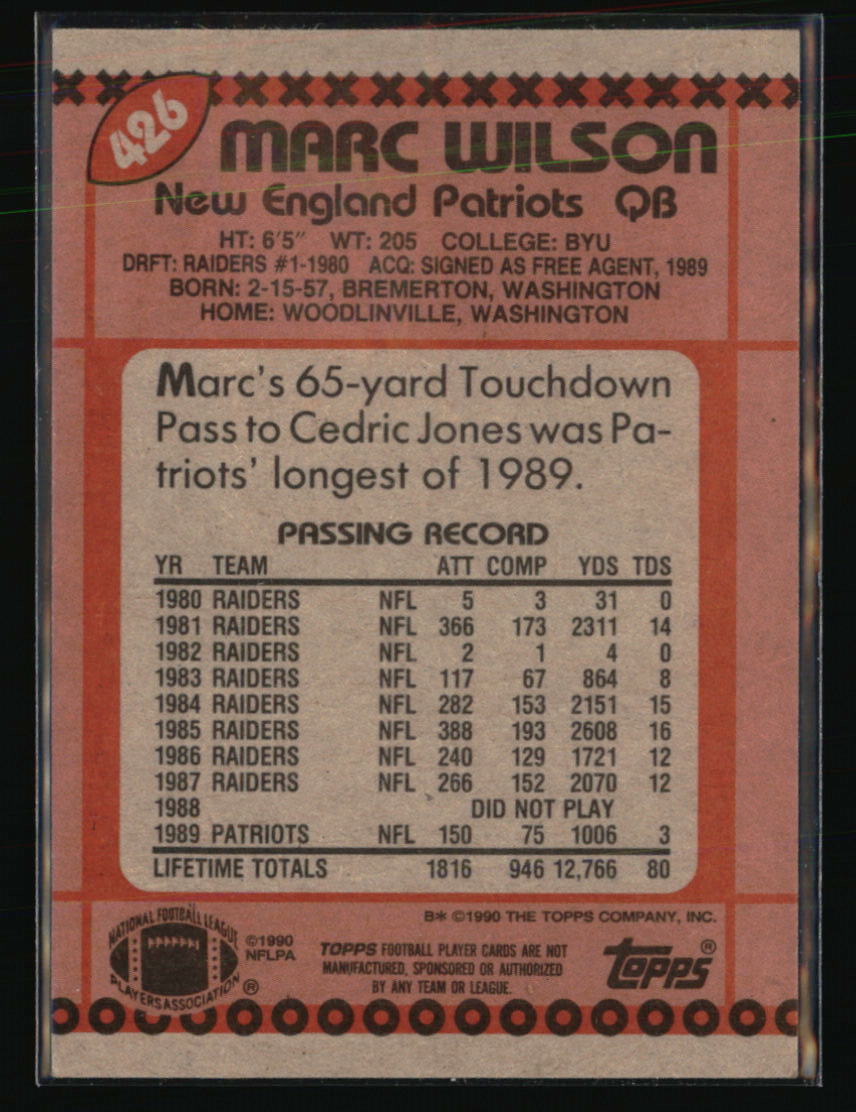 426
MARC WILSON
New England Patriots QB
HT: 6'5" WT: 205 COLLEGE: BYU
DRFT: RAIDERS #1-1980 ACQ: SIGNED AS FREE AGENT, 1989
BORN: 2-15-57, BREMERTON, WASHINGTON
HOME: WOODLINVILLE, WASHINGTON
Marc's 65-yard Touchdown
Pass to Cedric Jones was Pa-
triots' longest of 1989.
PASSING RECORD
YR TEAM ATT COMP YDS TDS
1980 RAIDERS NFL 5 3 31 0
1981 RAIDERS NFL 366 173 2311 14
1982 RAIDERS NFL 2 1 4 0
1983 RAIDERS NFL 117 67 864 8
1984 RAIDERS NFL 282 153 2151 15
1985 RAIDERS NFL 388 193 2608 16
1986 RAIDERS NFL 240 129 1721 12
1987 RAIDERS NFL 266 152 2070 12
1988 DID NOT PLAY
1989 PATRIOTS NFL 150 75 1006 3
LIFETIME TOTALS 1816 946 12,766 80
B* ©1990 THE TOPPS COMPANY, INC.
NATIONAL FOOTBALL LEAGUE
PLAYERS ASSOCIATION ®
©1990
NFLPA
TOPPS FOOTBALL PLAYER CARDS ARE NOT
MANUFACTURED, SPONSORED OR AUTHORIZED
BY ANY TEAM OR LEAGUE.
topps®